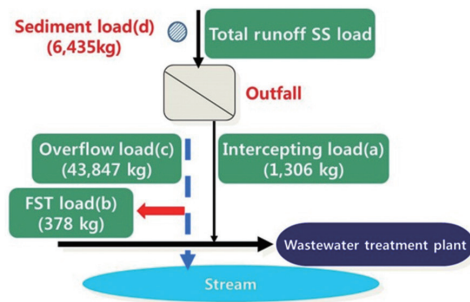 Sediment load(d)
(6,435kg)
Total runoff SS load
Outfall
Overflow load(c)
(43,847 kg)
Intercepting load(a)
(1,306 kg)
FST load(b)
(378 kg)
Wastewater treatment plant
Stream